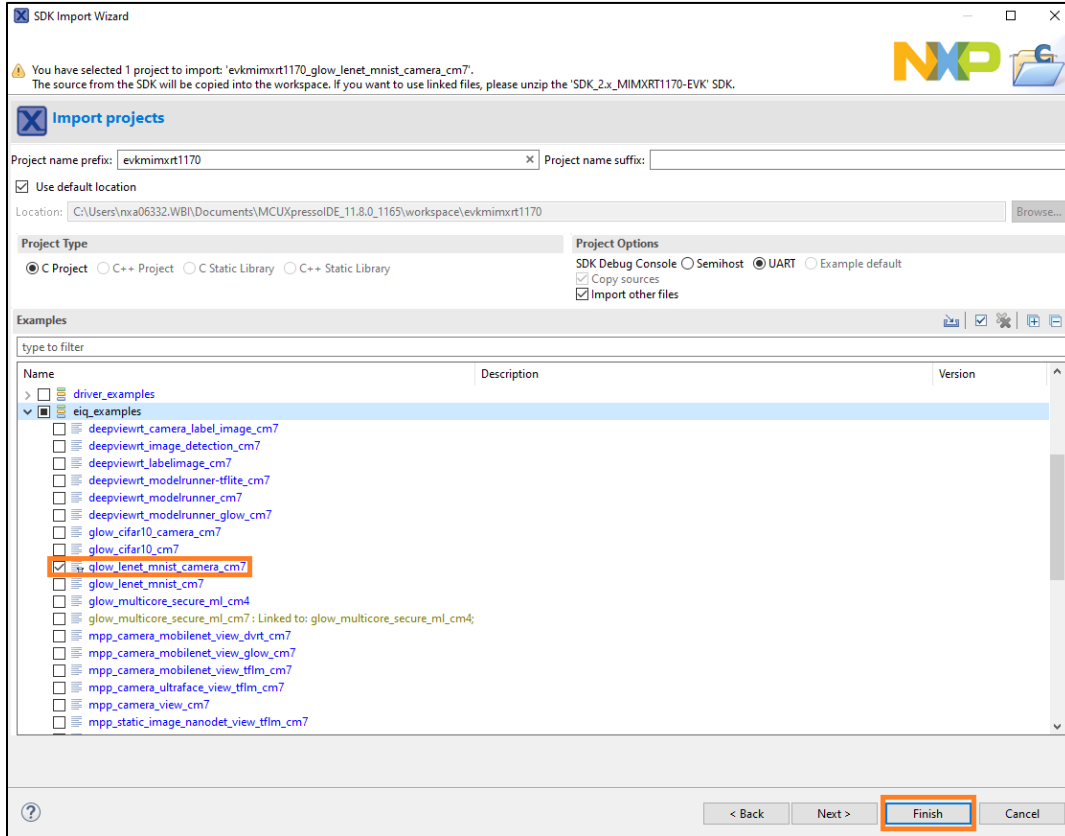 SDK Import Wizard
You have selected 1 project to import: 'evkmimxrt1170_glow_lenet_mnist_camera_cm7'.
The source from the SDK will be copied into the workspace. If you want to use linked files, please unzip the 'SDK_2.x_MIMXRT1170-EVK' SDK.
NXP
Import projects
Project name prefix: evkmimxrt1170 Project name suffix:
Use default location
Location: C:\Users\nxa06332.WBI\Documents\MCUXpressoIDE_11.8.0_1165\workspace\evkmimxrt1170 Browse...
Project Type Project Options
C Project C++ Project C Static Library C++ Static Library SDK Debug Console Semihost UART Example default
Copy sources
Import other files
Examples
type to filter
Name Description Version
driver_examples
eiq_examples
deepviewrt_camera_label_image_cm7
deepviewrt_image_detection_cm7
deepviewrt_labelimage_cm7
deepviewrt_modelrunner-tflite_cm7
deepviewrt_modelrunner_cm7
deepviewrt_modelrunner_glow_cm7
glow_cifar10_camera_cm7
glow_cifar10_cm7
glow_lenet_mnist_camera_cm7
glow_lenet_mnist_cm7
glow_multicore_secure_ml_cm4
glow_multicore_secure_ml_cm7 : Linked to: glow_multicore_secure_ml_cm4;
mpp_camera_mobilenet_view_dvrt_cm7
mpp_camera_mobilenet_view_glow_cm7
mpp_camera_mobilenet_view_tflm_cm7
mpp_camera_ultraface_view_tflm_cm7
mpp_camera_view_cm7
mpp_static_image_nanodet_view_tflm_cm7
< Back Next > Finish Cancel